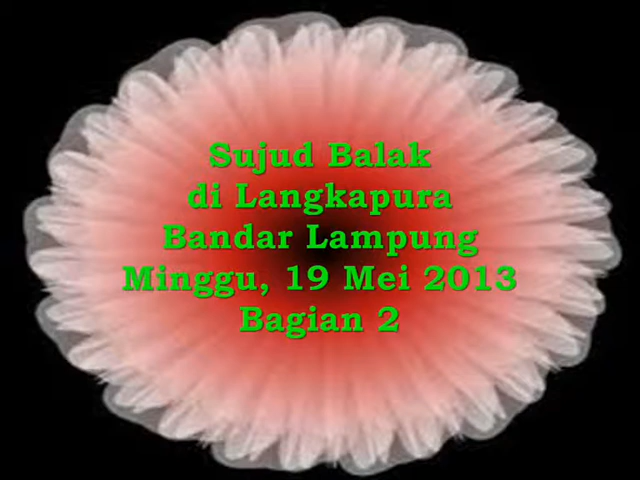 Sujud Balak
di Langkapura
Bandar Lampung
Minggu, 19 Mei 2013
Bagian 2